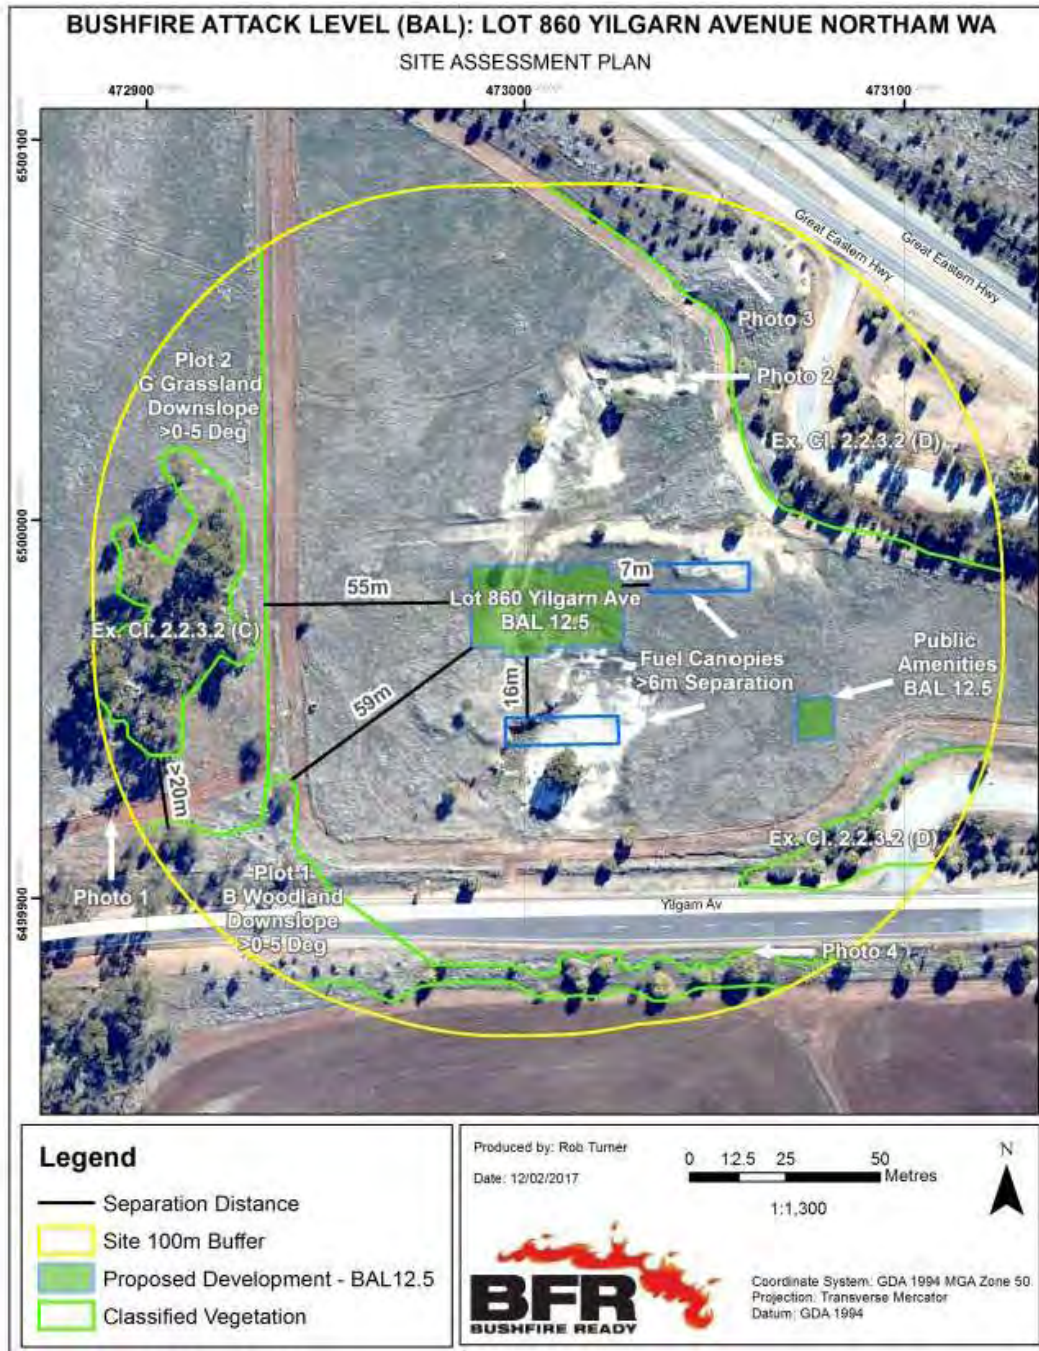 BUSHFIRE ATTACK LEVEL (BAL): LOT 860 YILGARN AVENUE NORTHAM WA
SITE ASSESSMENT PLAN
472900
473000
473100
6500100
6500000
6499900
Great Eastern Hwy
Great Eastern Hwy
Photo 3
Plot 2
G Grassland
Downslope
>0-5 Deg
Photo 2
Ex. Cl. 2.2.3.2 (D)
55m
7m
Lot 860 Yilgarn Ave
BAL 12.5
Ex. Cl. 2.2.3.2 (C)
Public
Amenities
BAL 12.5
Fuel Canopies
>6m Separation
59m
16m
>20m
Ex. Cl. 2.2.3.2 (D)
Photo 1
Plot 1
B Woodland
Downslope
>0-5 Deg
Yilgarn Av
Photo 4
Legend
Separation Distance
Site 100m Buffer
Proposed Development - BAL12.5
Classified Vegetation
Produced by: Rob Turner
Date: 12/02/2017
0 12.5 25 50
Metres
1:1,300
N
BFR
BUSHFIRE READY
Coordinate System: GDA 1994 MGA Zone 50
Projection: Transverse Mercator
Datum: GDA 1994